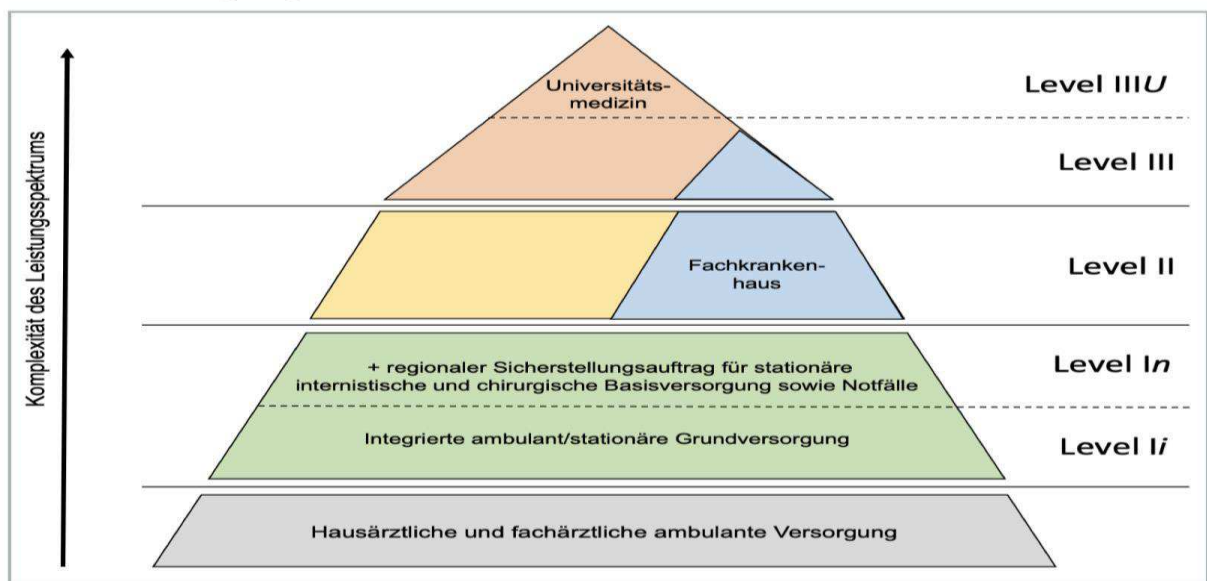 Komplexität des Leistungsspektrums
Universitäts-
medizin
Level IIIU
Level III
Fachkranken-
haus
Level II
+ regionaler Sicherstellungsauftrag für stationäre
internistische und chirurgische Basisversorgung sowie Notfälle
Level In
Integrierte ambulant/stationäre Grundversorgung
Level Ii
Hausärztliche und fachärztliche ambulante Versorgung